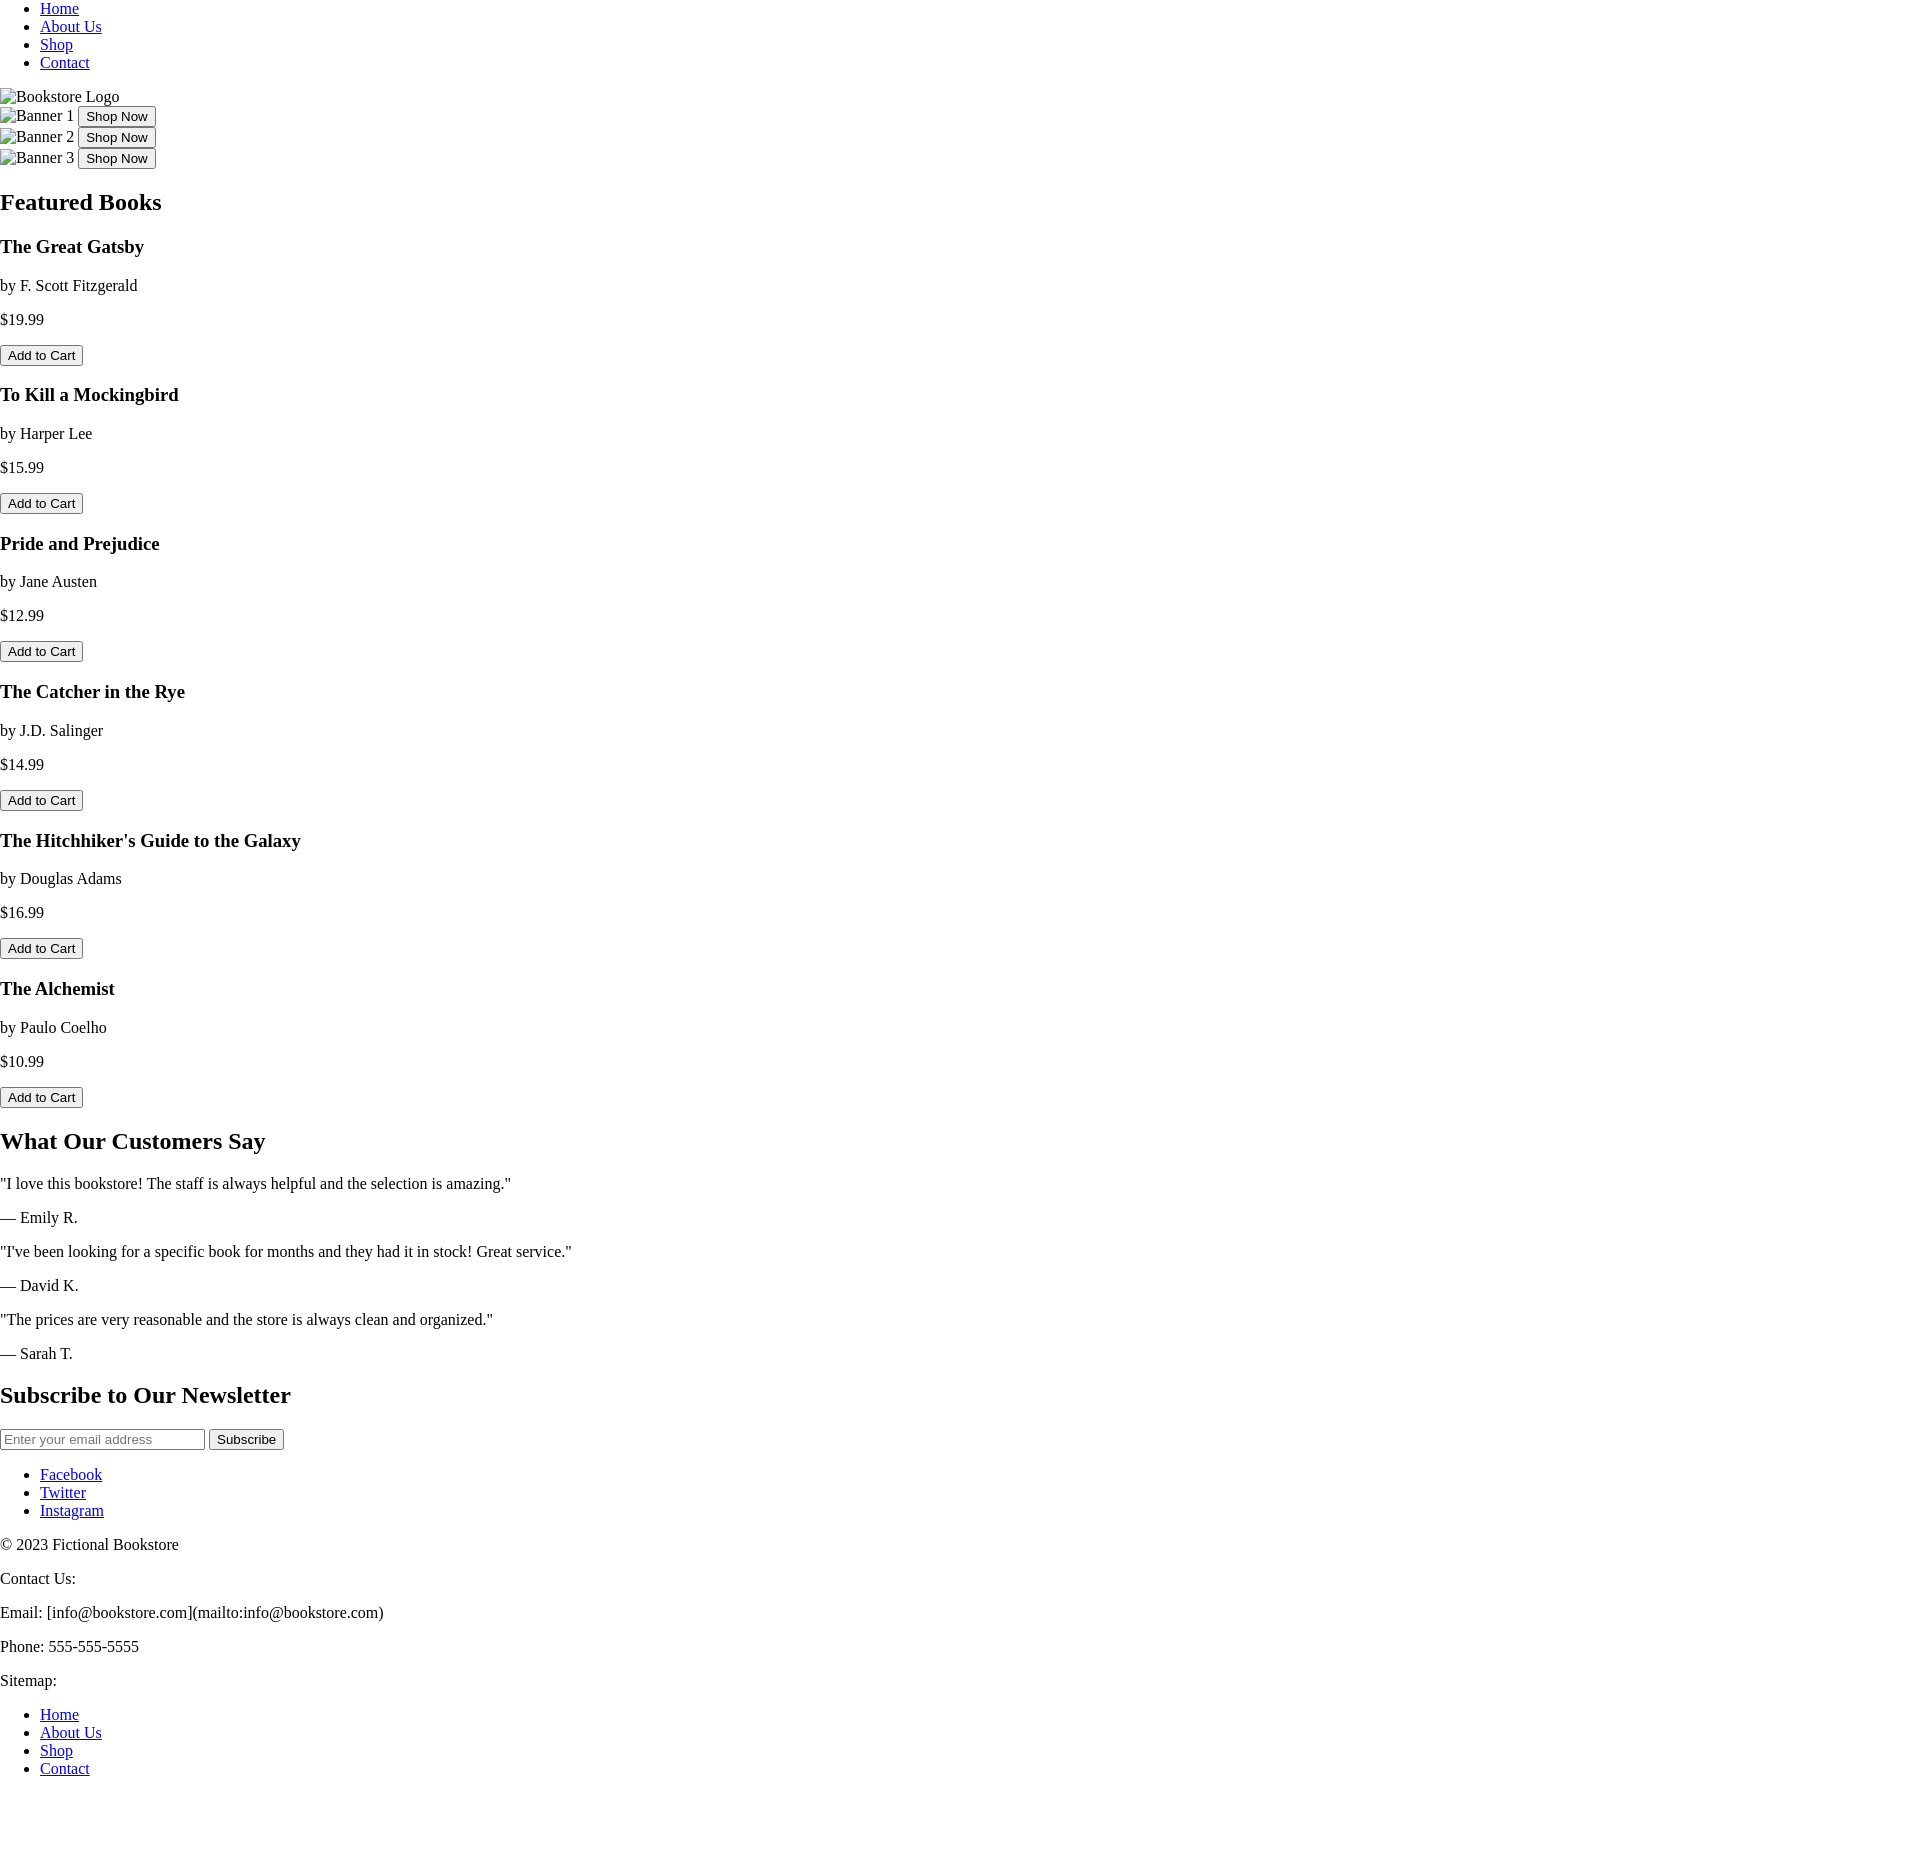 Home
About Us
Shop
Contact
Bookstore Logo
Banner 1 Shop Now
Banner 2 Shop Now
Banner 3 Shop Now
Featured Books
The Great Gatsby
by F. Scott Fitzgerald
$19.99
Add to Cart
To Kill a Mockingbird
by Harper Lee
$15.99
Add to Cart
Pride and Prejudice
by Jane Austen
$12.99
Add to Cart
The Catcher in the Rye
by J.D. Salinger
$14.99
Add to Cart
The Hitchhiker's Guide to the Galaxy
by Douglas Adams
$16.99
Add to Cart
The Alchemist
by Paulo Coelho
$10.99
Add to Cart
What Our Customers Say
"I love this bookstore! The staff is always helpful and the selection is amazing."
— Emily R.
"I've been looking for a specific book for months and they had it in stock! Great service."
— David K.
"The prices are very reasonable and the store is always clean and organized."
— Sarah T.
Subscribe to Our Newsletter
Enter your email address Subscribe
Facebook
Twitter
Instagram
© 2023 Fictional Bookstore
Contact Us:
Email: [info@bookstore.com](mailto:info@bookstore.com)
Phone: 555-555-5555
Sitemap:
Home
About Us
Shop
Contact